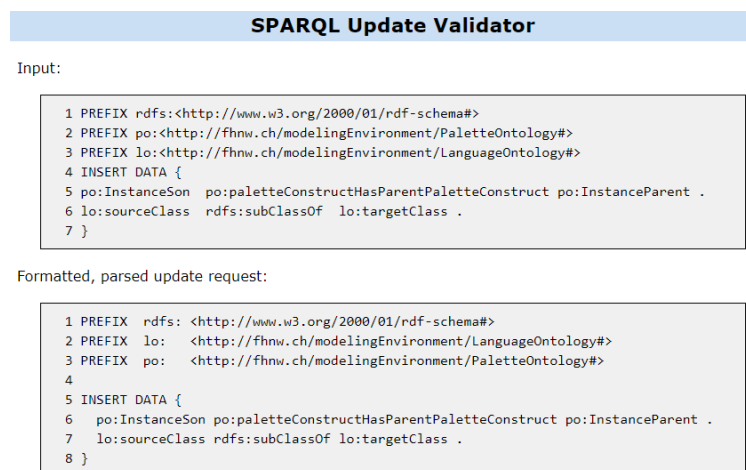 SPARQL Update Validator
Input:
1 PREFIX rdfs:<http://www.w3.org/2000/01/rdf-schema#>
2 PREFIX po:<http://fhnw.ch/modelingEnvironment/PaletteOntology#>
3 PREFIX lo:<http://fhnw.ch/modelingEnvironment/LanguageOntology#>
4 INSERT DATA {
5 po:InstanceSon  po:paletteConstructHasParentPaletteConstruct po:InstanceParent .
6 lo:sourceClass  rdfs:subClassOf  lo:targetClass .
7 }
Formatted, parsed update request:
1 PREFIX  rdfs: <http://www.w3.org/2000/01/rdf-schema#>
2 PREFIX  lo:   <http://fhnw.ch/modelingEnvironment/LanguageOntology#>
3 PREFIX  po:   <http://fhnw.ch/modelingEnvironment/PaletteOntology#>
4
5 INSERT DATA {
6   po:InstanceSon po:paletteConstructHasParentPaletteConstruct po:InstanceParent .
7   lo:sourceClass rdfs:subClassOf lo:targetClass .
8 }